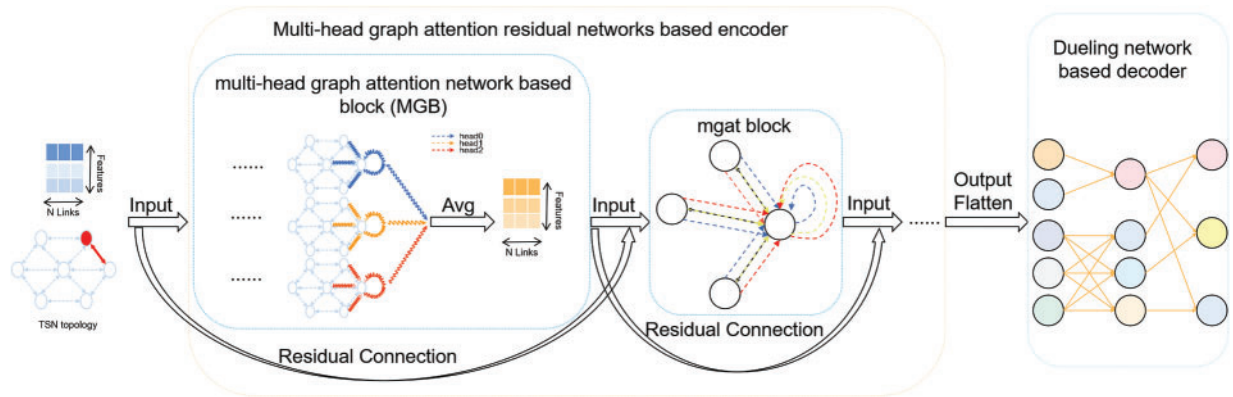 Multi-head graph attention residual networks based encoder
multi-head graph attention network based
block (MGB)
head0
head1
head2
mgat block
Dueling network
based decoder
Features
N Links
Input
TSN topology
......
......
......
Avg
Features
N Links
Input
Input
......
Output
Flatten
Residual Connection
Residual Connection